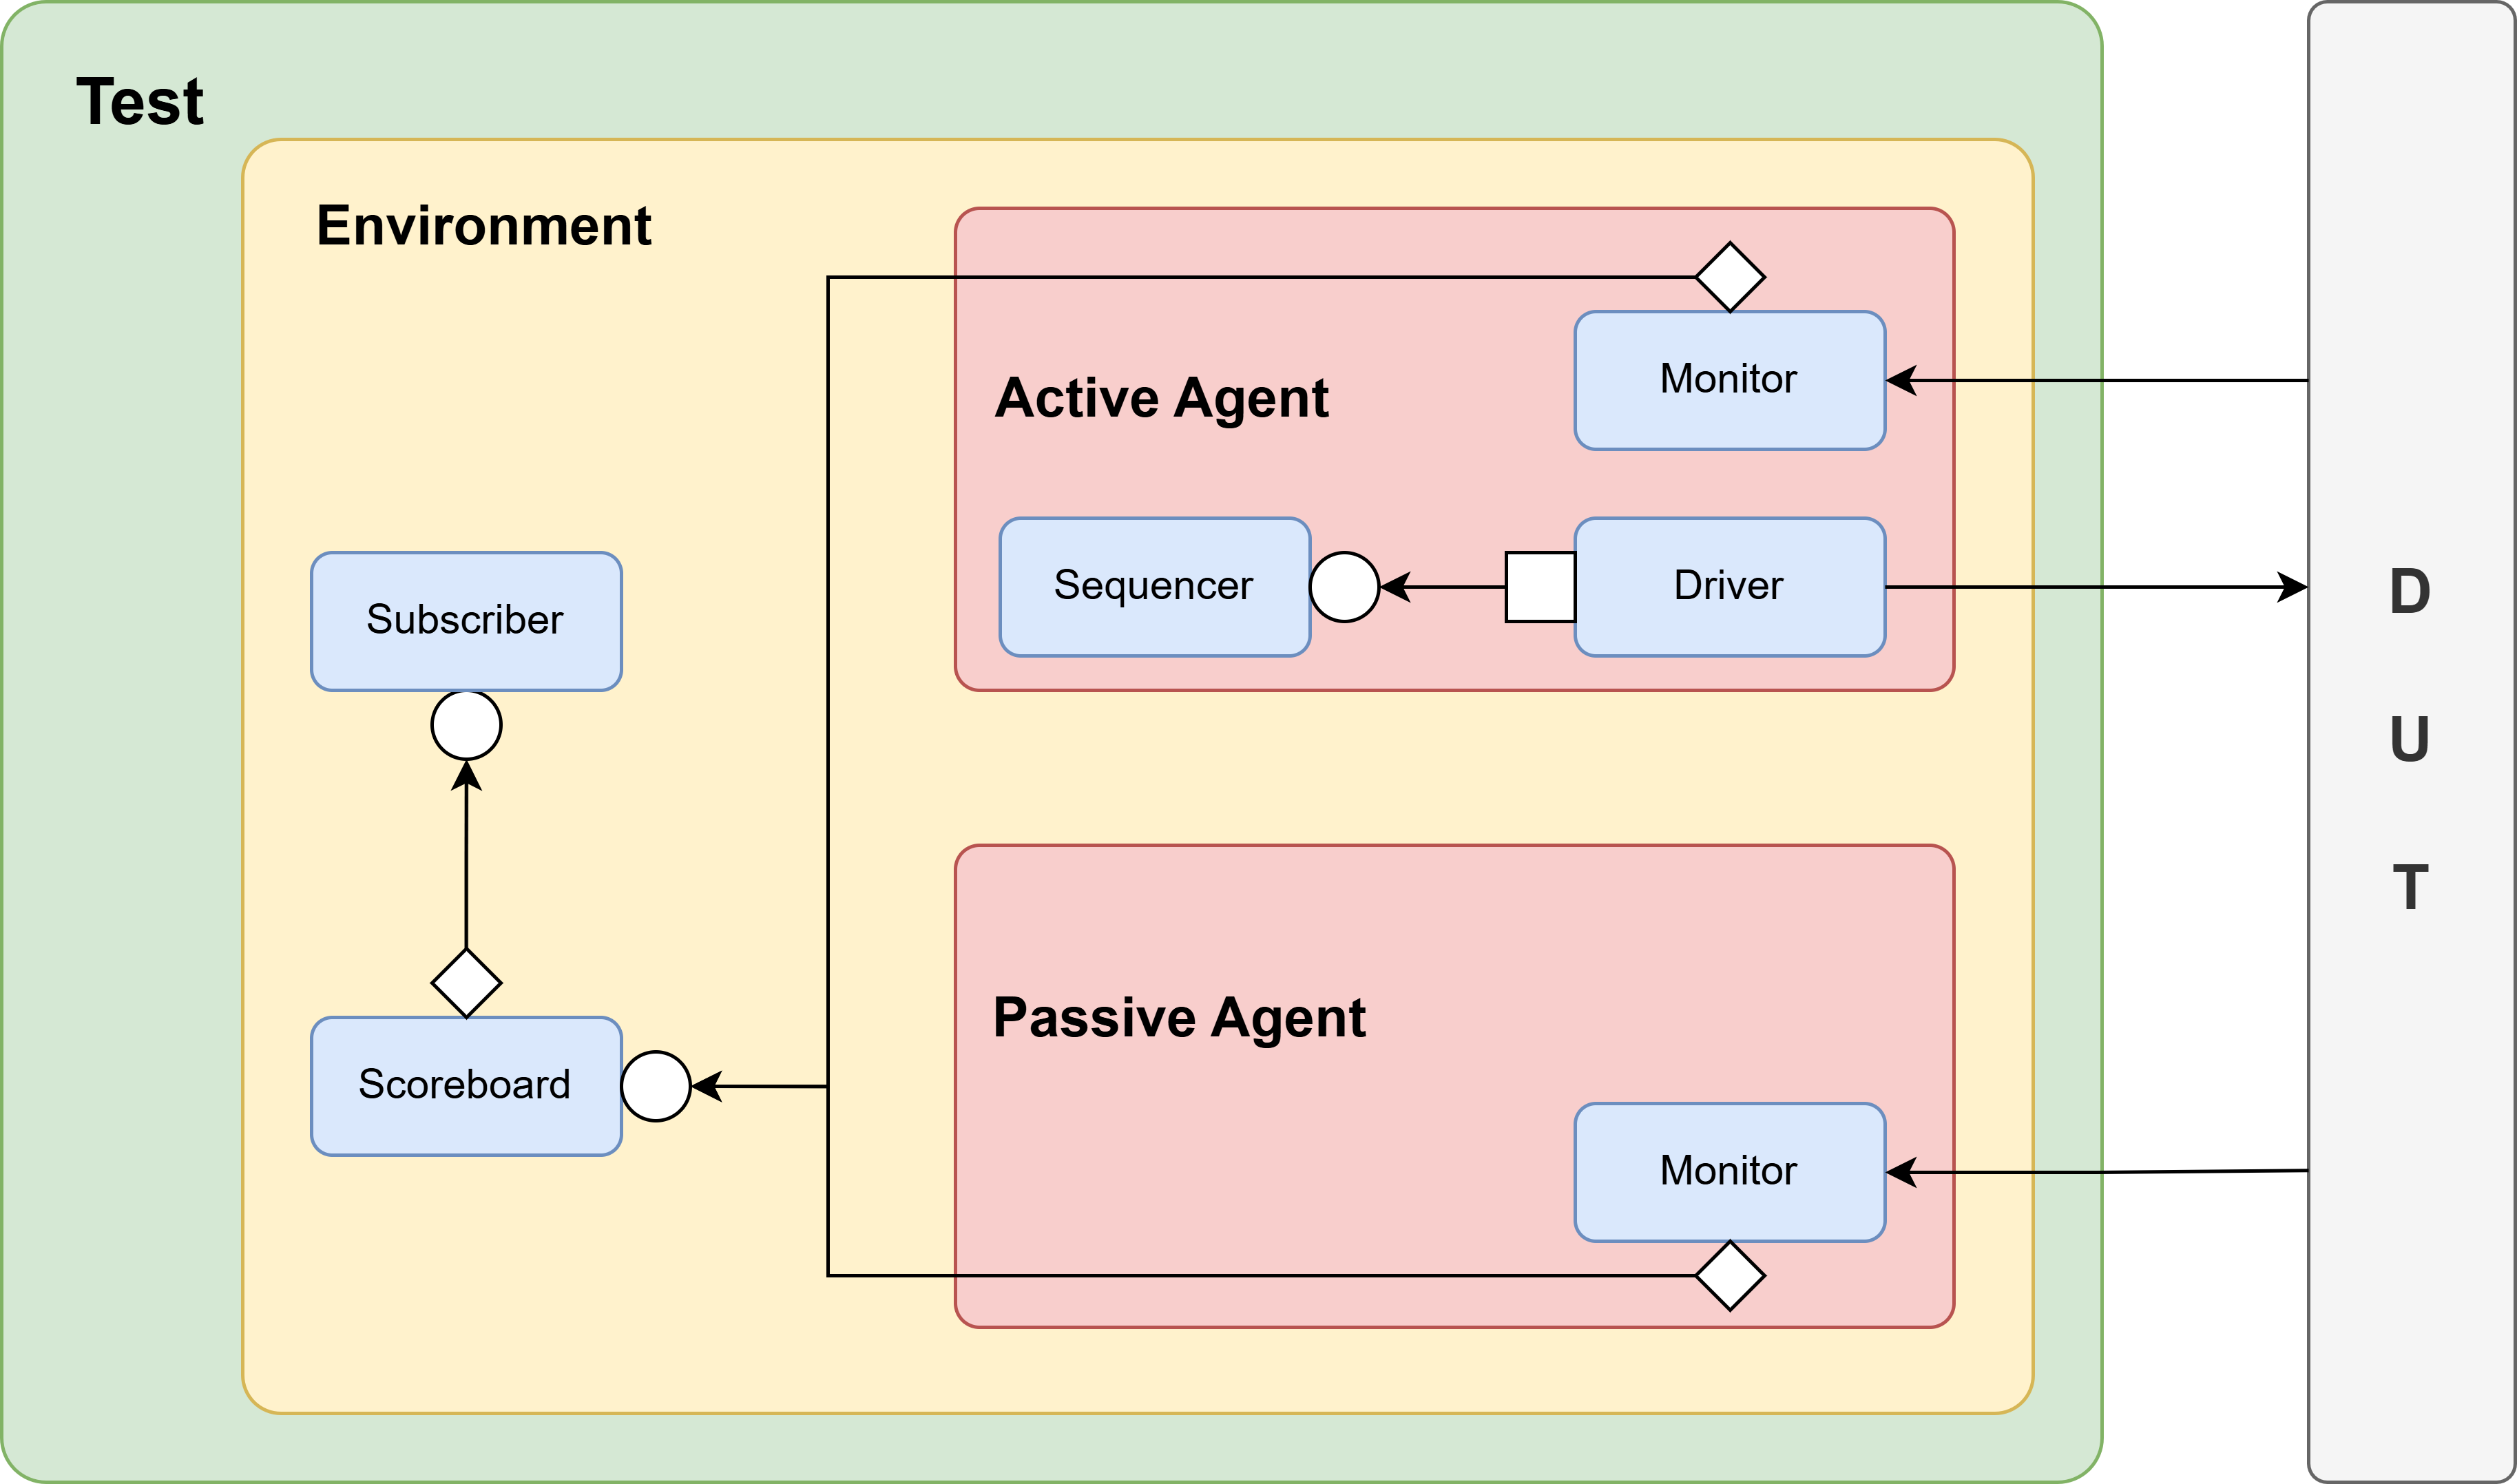 Test
Environment
Active Agent
Monitor
Sequencer
Driver
Subscriber
Passive Agent
Scoreboard
Monitor
D
U
T